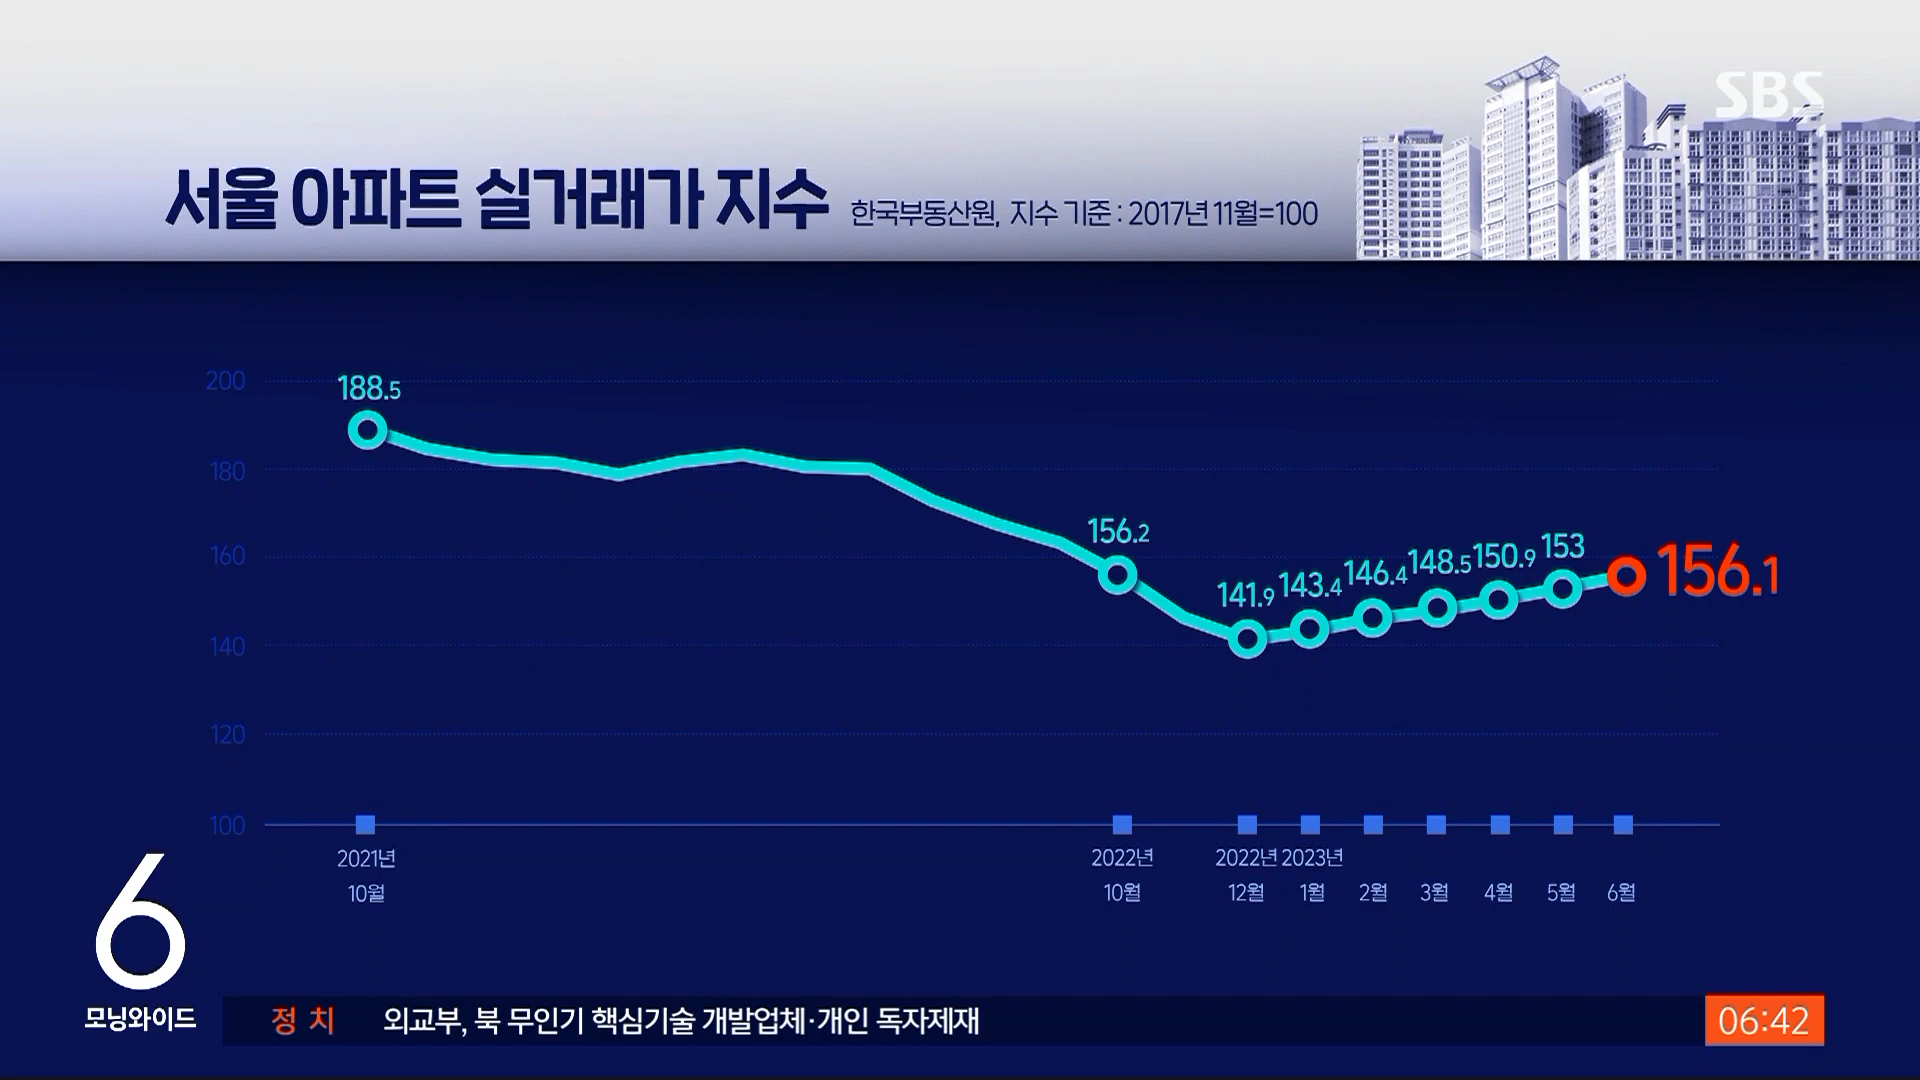 SBS
서울 아파트 실거래가 지수 한국부동산원, 지수 기준 : 2017년 11월=100
200
180
160
140
120
100
188.5
156.2
141.9
143.4
146.4
148.5
150.9
153
156.1
2021년 10월
2022년 10월
2022년 12월
2023년 1월
2월
3월
4월
5월
6월
6
모닝와이드
정 치 외교부, 북 무인기 핵심기술 개발업체·개인 독자제재
06:42